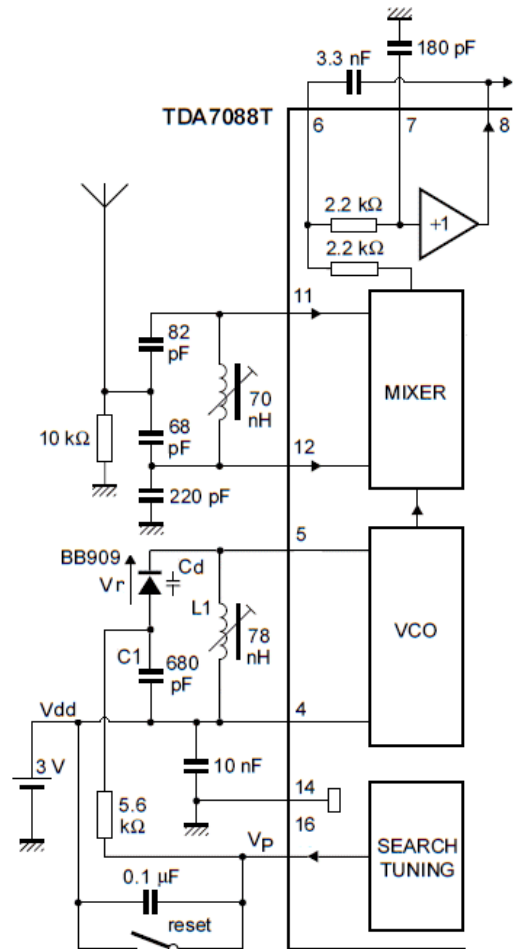 180 pF
3.3 nF
TDA7088T
6
7
8
2.2 kΩ
+1
2.2 kΩ
11
82
pF
MIXER
70
nH
10 kΩ
68
pF
12
220 pF
5
BB909
Cd
Vr
L1
VCO
C1
680
pF
78
nH
Vdd
4
3 V
10 nF
14
5.6
kΩ
16
VP
SEARCH
TUNING
0.1 µF
reset